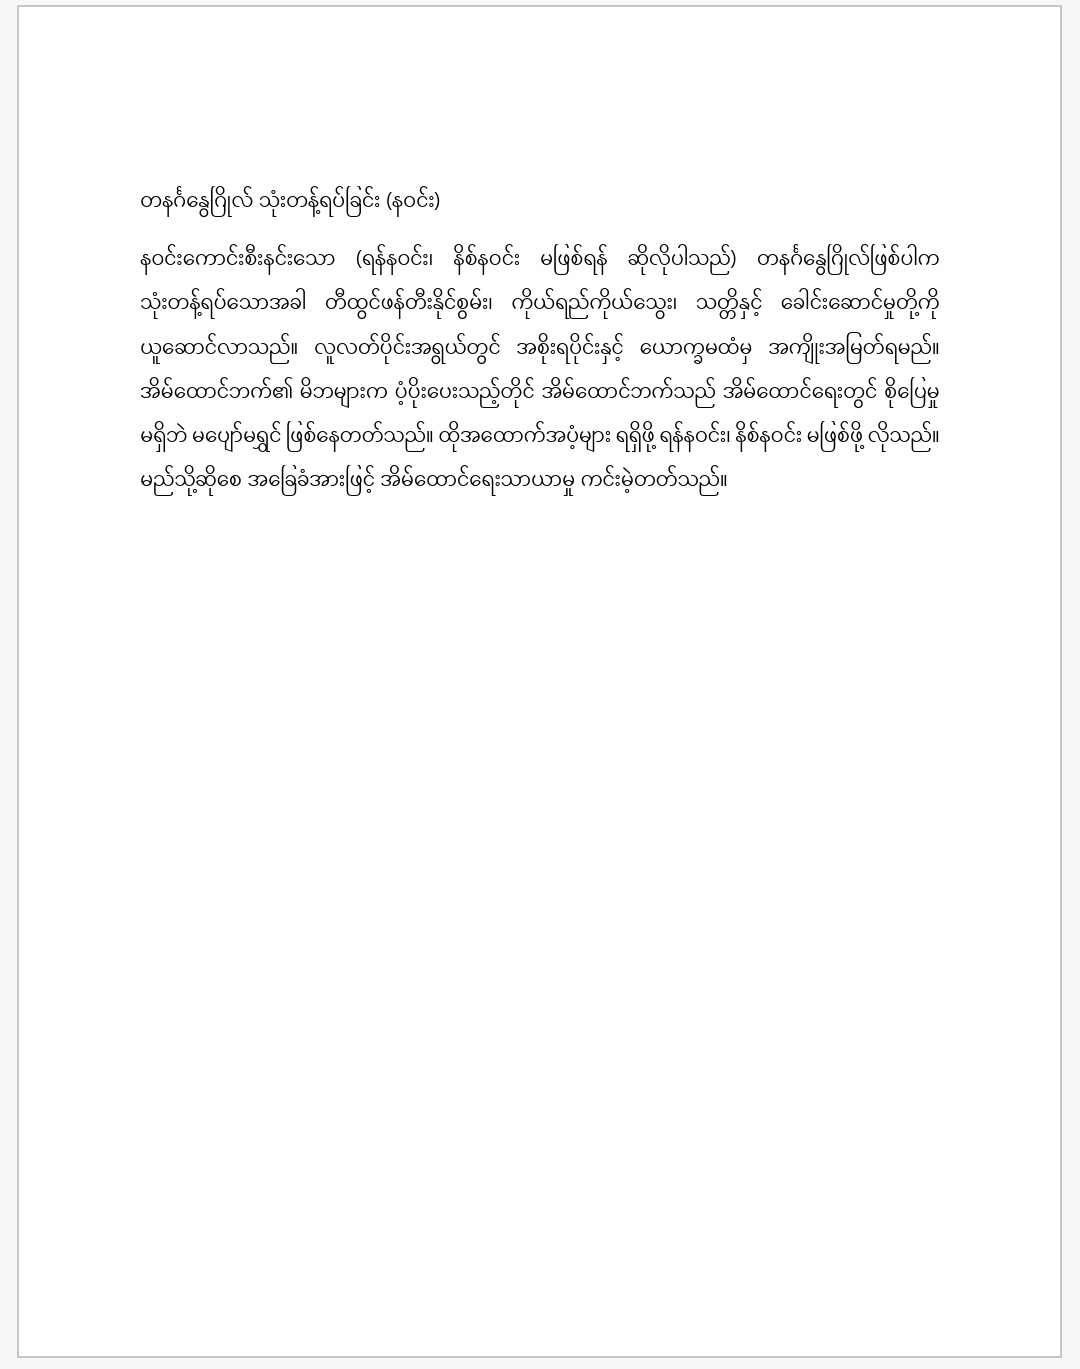 တနင်္ဂနွေဂြိုလ် သုံးတန့်ရပ်ခြင်း (နဝင်း)
နဝင်းကောင်းစီးနင်းသော (ရန်နဝင်း၊ နိစ်နဝင်း မဖြစ်ရန် ဆိုလိုပါသည်) တနင်္ဂနွေဂြိုလ်ဖြစ်ပါက
သုံးတန့်ရပ်သောအခါ တီထွင်ဖန်တီးနိုင်စွမ်း၊ ကိုယ်ရည်ကိုယ်သွေး၊ သတ္တိနှင့် ခေါင်းဆောင်မှုတို့ကို
ယူဆောင်လာသည်။ လူလတ်ပိုင်းအရွယ်တွင် အစိုးရပိုင်းနှင့် ယောက္ခမထံမှ အကျိုးအမြတ်ရမည်။
အိမ်ထောင်ဘက်၏ မိဘများက ပံ့ပိုးပေးသည့်တိုင် အိမ်ထောင်ဘက်သည် အိမ်ထောင်ရေးတွင် စိုပြေမှု
မရှိဘဲ မပျော်မရွှင် ဖြစ်နေတတ်သည်။ ထိုအထောက်အပံ့များ ရရှိဖို့ ရန်နဝင်း၊ နိစ်နဝင်း မဖြစ်ဖို့ လိုသည်။
မည်သို့ဆိုစေ အခြေခံအားဖြင့် အိမ်ထောင်ရေးသာယာမှု ကင်းမဲ့တတ်သည်။